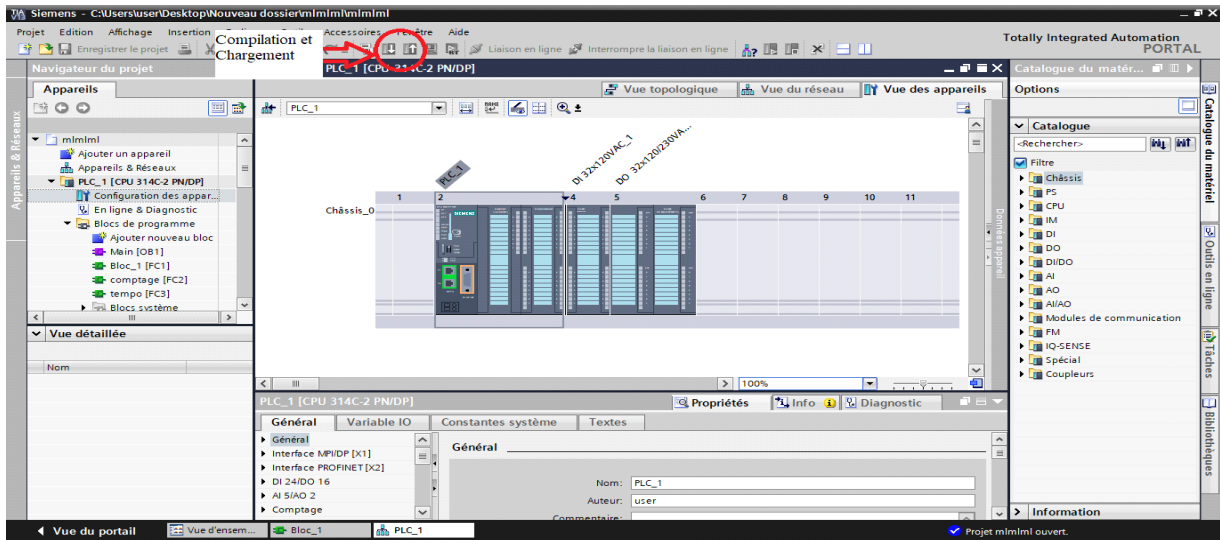 Siemens - C:\Users\user\Desktop\Nouveau dossier\mlmlml\mlmlml
Projet Edition Affichage Insertion Accessoires Fenêtre Aide
Enregistrer le projet
Compilation et
Chargement
Liaison en ligne Interrompre la liaison en ligne
Totally Integrated Automation
PORTAL
Navigateur du projet
PLC_1 [CPU 314C-2 PN/DP]
Catalogue du matér...
Appareils
Vue topologique Vue du réseau Vue des appareils
Options
PLC_1
Appareils & Réseaux
mlmlml
Ajouter un appareil
Appareils & Réseaux
PLC_1 [CPU 314C-2 PN/DP]
Configuration des appar...
En ligne & Diagnostic
Blocs de programme
Ajouter nouveau bloc
Main [OB1]
Bloc_1 [FC1]
comptage [FC2]
tempo [FC3]
Blocs système
Vue détaillée
Nom
PLC_1
DI 32x120VAC_1
DO 32x120/230VA...
1 2 4 5 6 7 8 9 10 11
Châssis_0
SIEMENS
Données appareil
100%
Catalogue
<Rechercher>
Filtre
Châssis
PS
CPU
IM
DI
DO
DI/DO
AI
AO
AI/AO
Modules de communication
FM
IQ-SENSE
Spécial
Coupleurs
Information
Catalogue du matériel
Outils en ligne
Tâches
Bibliothèques
PLC_1 [CPU 314C-2 PN/DP]
Propriétés Info Diagnostic
Général Variable IO Constantes système Textes
Général
Interface MPI/DP [X1]
Interface PROFINET [X2]
DI 24/DO 16
AI 5/AO 2
Comptage
Général
Nom: PLC_1
Auteur: user
Commentaire:
Vue du portail Vue d'ensem... Bloc_1 PLC_1
Projet mlmlml ouvert.